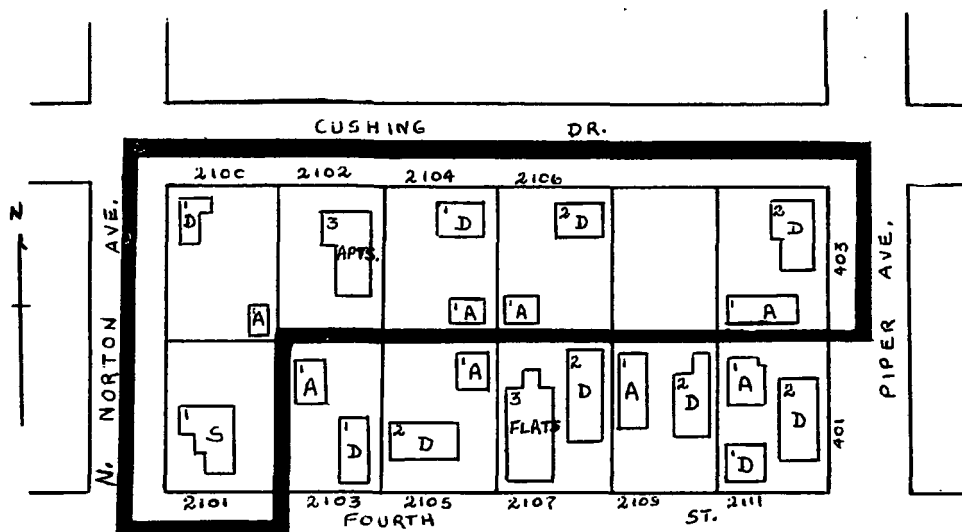 CUSHING DR.
2100 2102 2104 2106
N
N. NORTON AVE.
1 D
3 APTS.
1 D
2 D
2 D
403
PIPER AVE.
1 A
1 A
1 A
1 A
1 S
1 A
1 D
1 A
2 D
3 FLATS
2 D
1 A
2 D
1 A
2 D
1 D
401
2101 2103 2105 2107 2109 2111
FOURTH ST.